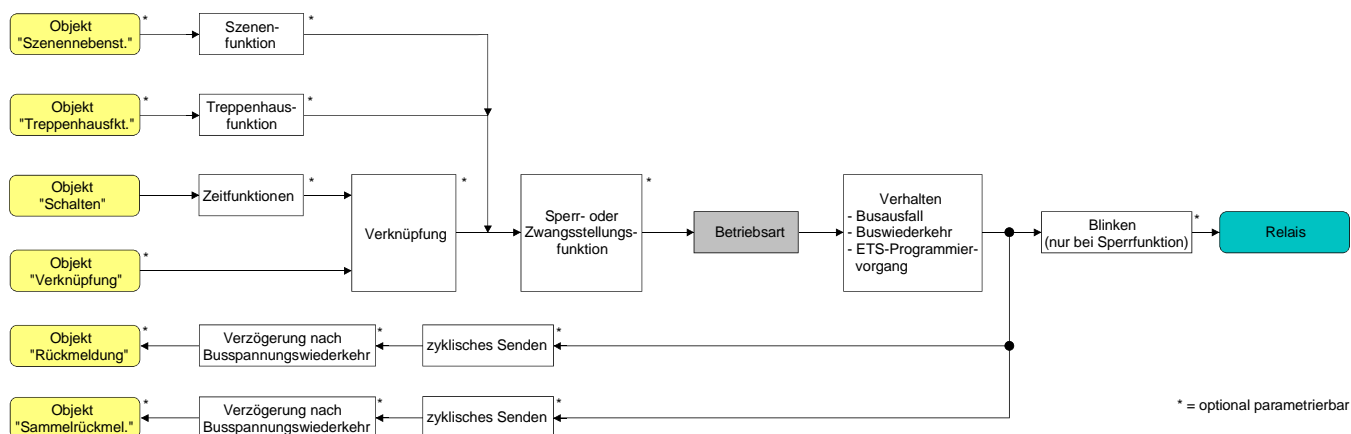 Objekt
"Szenennebenst."
*
Szenen-
funktion
*
Objekt
"Treppenhausfkt."
*
Treppenhaus-
funktion
*
Objekt
"Schalten"
Zeitfunktionen
*
Verknüpfung
*
Sperr- oder
Zwangsstellungs-
funktion
*
Betriebsart
Verhalten
- Busausfall
- Buswiederkehr
- ETS-Programmier-
vorgang
Blinken
(nur bei Sperrfunktion)
*
Relais
Objekt
"Verknüpfung"
*
Objekt
"Rückmeldung"
*
Verzögerung nach
Busspannungswiederkehr
*
zyklisches Senden
*
Objekt
"Sammelrückmel."
*
Verzögerung nach
Busspannungswiederkehr
*
zyklisches Senden
*
* = optional parametrierbar